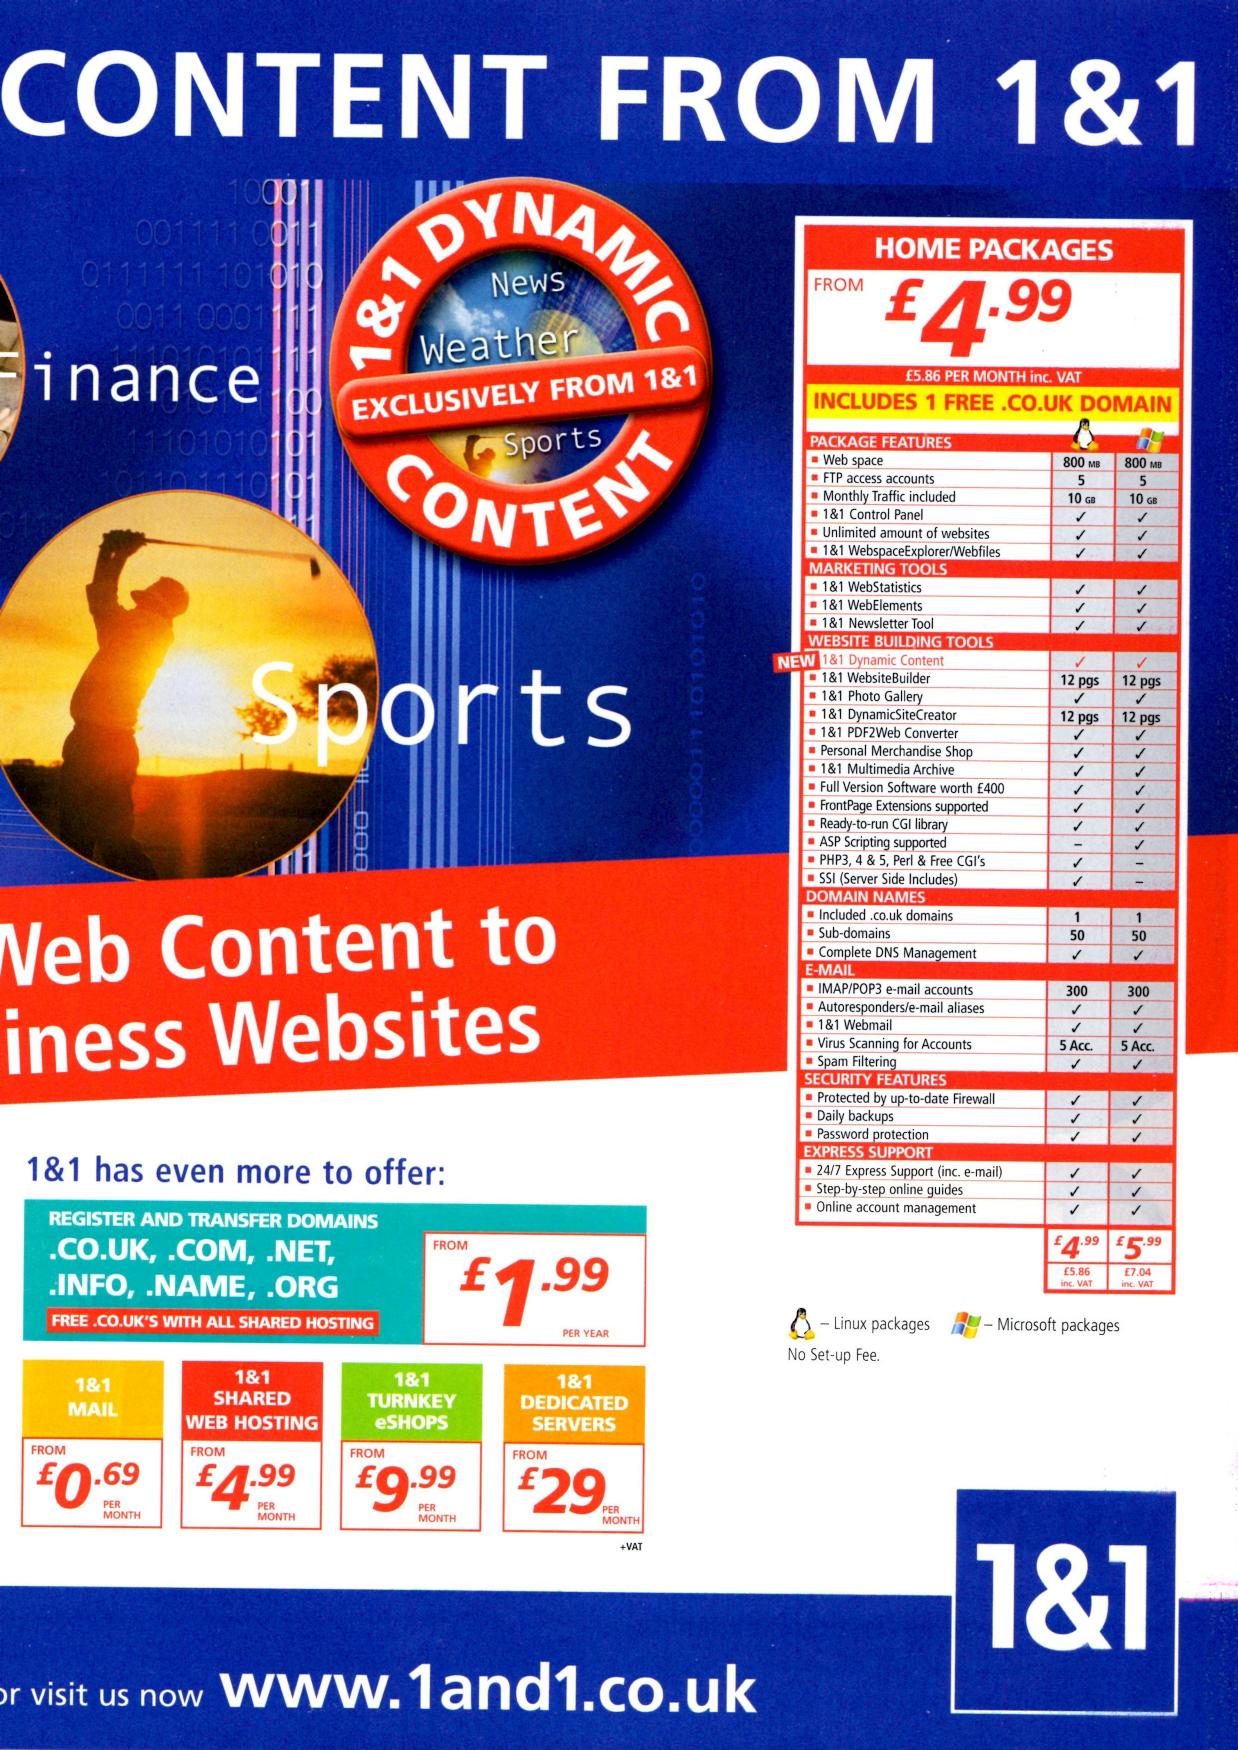 CONTENT FROM 1&1
1&1 DYNAMIC
News
Weather
EXCLUSIVELY FROM 1&1
Sports
CONTENT
Finance
Sports
Web Content to
iness Websites
HOME PACKAGES
FROM £4.99
£5.86 PER MONTH inc. VAT
INCLUDES 1 FREE .CO.UK DOMAIN
PACKAGE FEATURES
Web space 800 MB 800 MB
FTP access accounts 5 5
Monthly Traffic included 10 GB 10 GB
1&1 Control Panel ✓ ✓
Unlimited amount of websites ✓ ✓
1&1 WebspaceExplorer/Webfiles ✓ ✓
MARKETING TOOLS
1&1 WebStatistics ✓ ✓
1&1 WebElements ✓ ✓
1&1 Newsletter Tool ✓ ✓
WEBSITE BUILDING TOOLS
NEW 1&1 Dynamic Content ✓ ✓
1&1 WebsiteBuilder 12 pgs 12 pgs
1&1 Photo Gallery ✓ ✓
1&1 DynamicSiteCreator 12 pgs 12 pgs
1&1 PDF2Web Converter ✓ ✓
Personal Merchandise Shop ✓ ✓
1&1 Multimedia Archive ✓ ✓
Full Version Software worth £400 ✓ ✓
FrontPage Extensions supported ✓ ✓
Ready-to-run CGI library ✓ ✓
ASP Scripting supported – ✓
PHP3, 4 & 5, Perl & Free CGI's ✓ –
SSI (Server Side Includes) ✓ –
DOMAIN NAMES
Included .co.uk domains 1 1
Sub-domains 50 50
Complete DNS Management ✓ ✓
E-MAIL
IMAP/POP3 e-mail accounts 300 300
Autoresponders/e-mail aliases ✓ ✓
1&1 Webmail ✓ ✓
Virus Scanning for Accounts 5 Acc. 5 Acc.
Spam Filtering ✓ ✓
SECURITY FEATURES
Protected by up-to-date Firewall ✓ ✓
Daily backups ✓ ✓
Password protection ✓ ✓
EXPRESS SUPPORT
24/7 Express Support (inc. e-mail) ✓ ✓
Step-by-step online guides ✓ ✓
Online account management ✓ ✓
£4.99 £5.99
£5.86 £7.04
inc. VAT inc. VAT
– Linux packages – Microsoft packages
No Set-up Fee.
1&1 has even more to offer:
REGISTER AND TRANSFER DOMAINS
.CO.UK, .COM, .NET,
.INFO, .NAME, .ORG
FREE .CO.UK'S WITH ALL SHARED HOSTING
FROM
£1.99
PER YEAR
1&1
MAIL
FROM
£0.69
PER
MONTH
1&1
SHARED
WEB HOSTING
FROM
£4.99
PER
MONTH
1&1
TURNKEY
eSHOPS
FROM
£9.99
PER
MONTH
1&1
DEDICATED
SERVERS
FROM
£29
PER
MONTH
+VAT
or visit us now www.1and1.co.uk
1&1